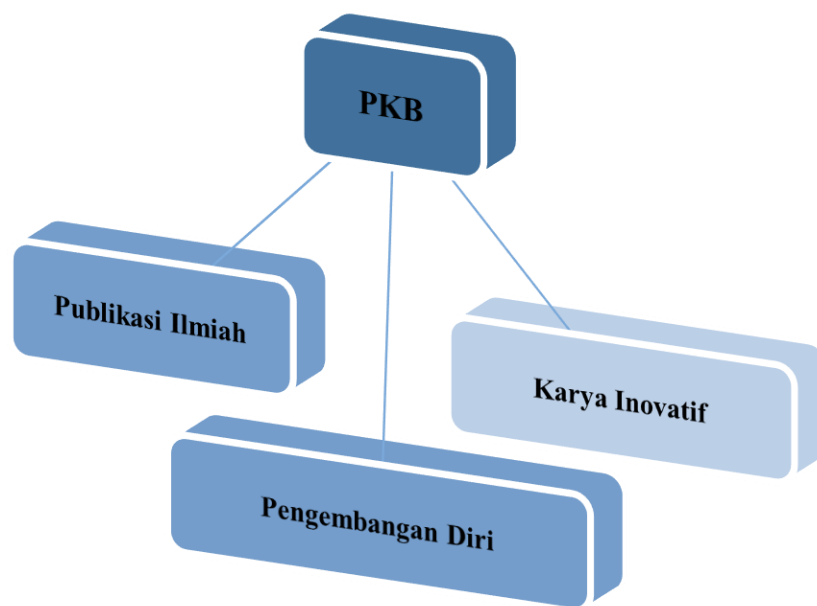 PKB
Publikasi Ilmiah
Karya Inovatif
Pengembangan Diri